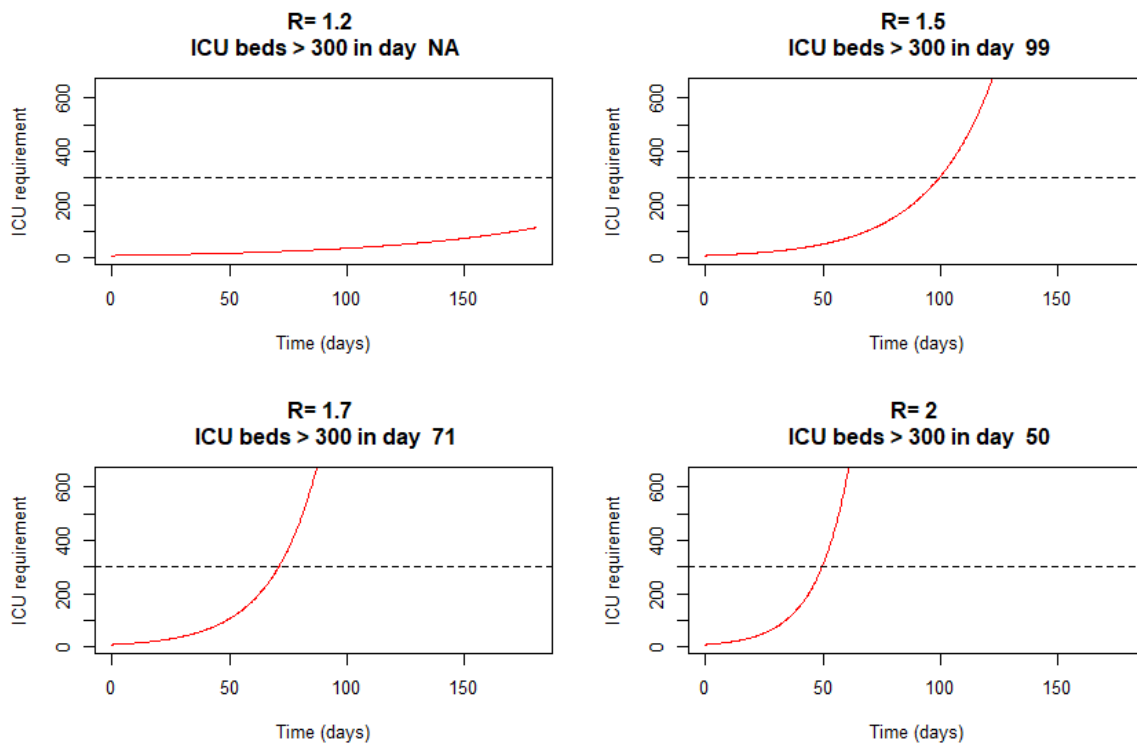 R= 1.2
ICU beds > 300 in day NA
ICU requirement
0 200 400 600
0 50 100 150
Time (days)
R= 1.5
ICU beds > 300 in day 99
ICU requirement
0 200 400 600
0 50 100 150
Time (days)
R= 1.7
ICU beds > 300 in day 71
ICU requirement
0 200 400 600
0 50 100 150
Time (days)
R= 2
ICU beds > 300 in day 50
ICU requirement
0 200 400 600
0 50 100 150
Time (days)